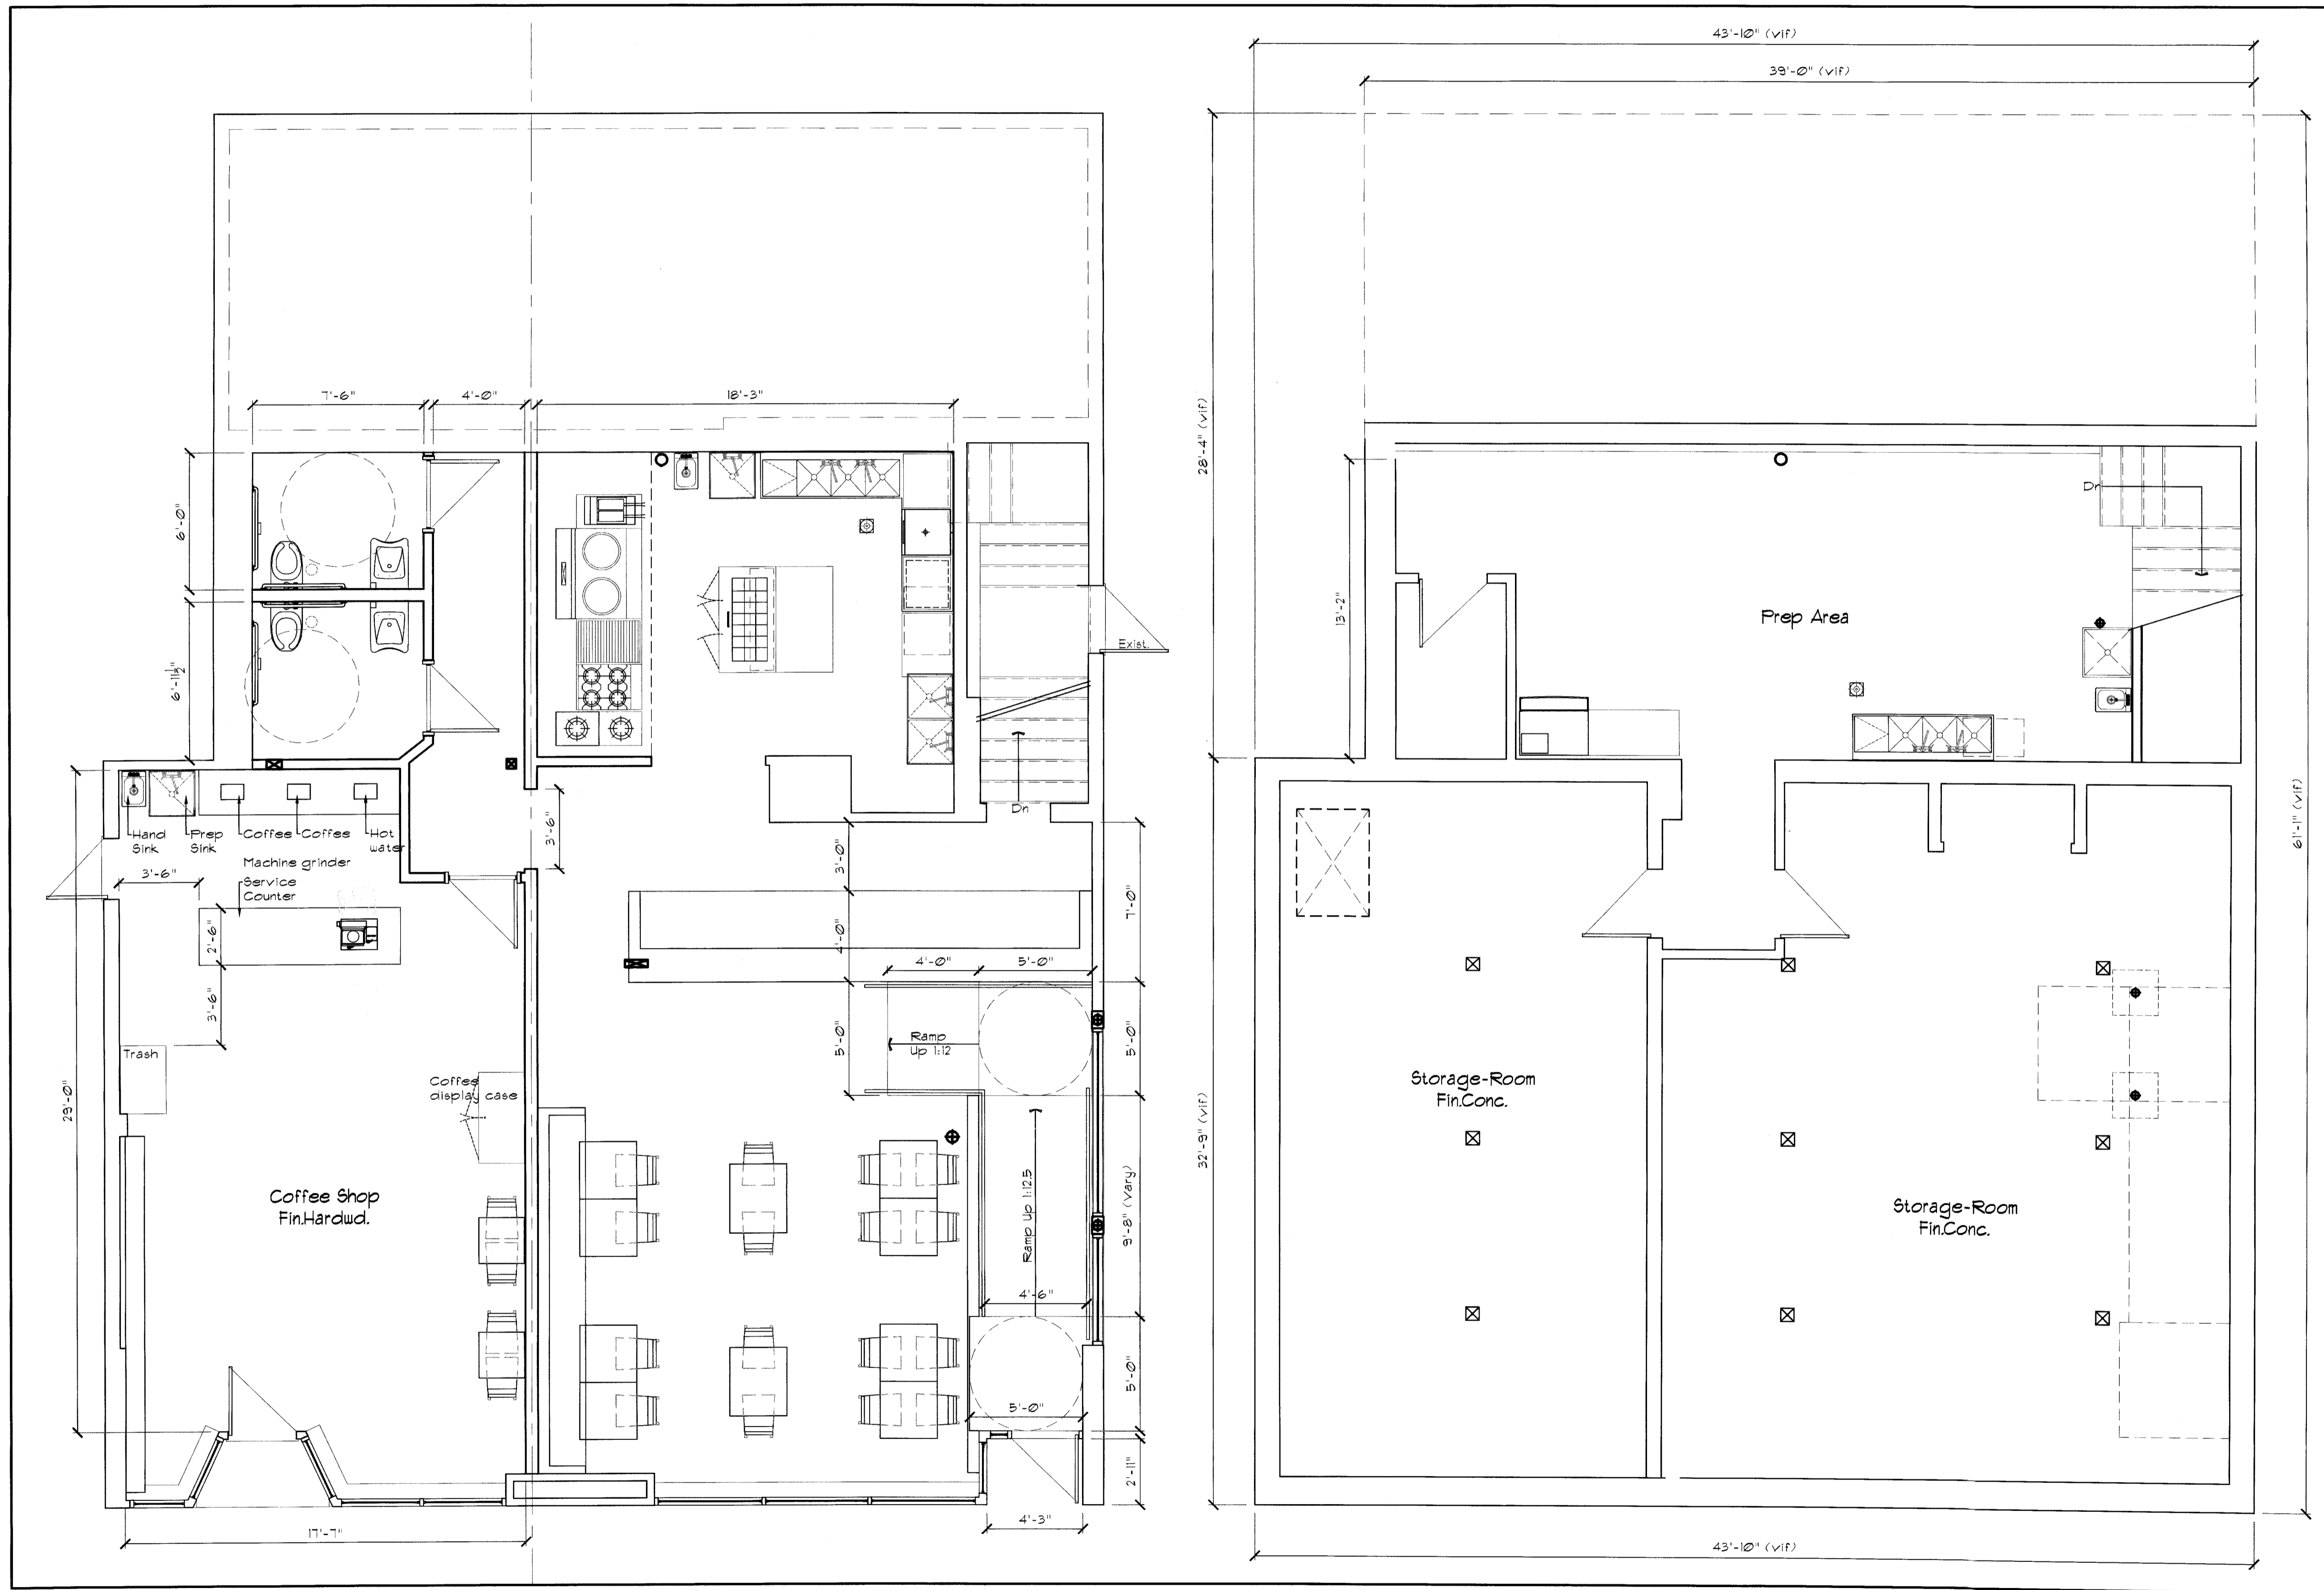 43'-10" (vif)
39'-0" (vif)
7'-6"
4'-0"
18'-3"
28'-4" (vif)
6'-0"
6'-11½"
Exist.
Dn
Dn
Prep Area
13'-2"
61'-1" (vif)
Hand
Sink
Prep
Sink
Coffee
Coffee
Hot
water
Machine grinder
3'-6"
Service
Counter
2'-6"
3'-6"
3'-6"
3'-0"
4'-0"
7'-0"
4'-0"
5'-0"
5'-0"
Ramp
Up 1:12
5'-0"
Trash
29'-0"
Coffee
display case
Coffee Shop
Fin.Hardwd.
Ramp Up 1:12.5
9'-8" (Vary)
4'-6"
5'-0"
5'-0"
2'-11"
17'-7"
4'-3"
32'-9" (vif)
Storage-Room
Fin.Conc.
Storage-Room
Fin.Conc.
43'-10" (vif)